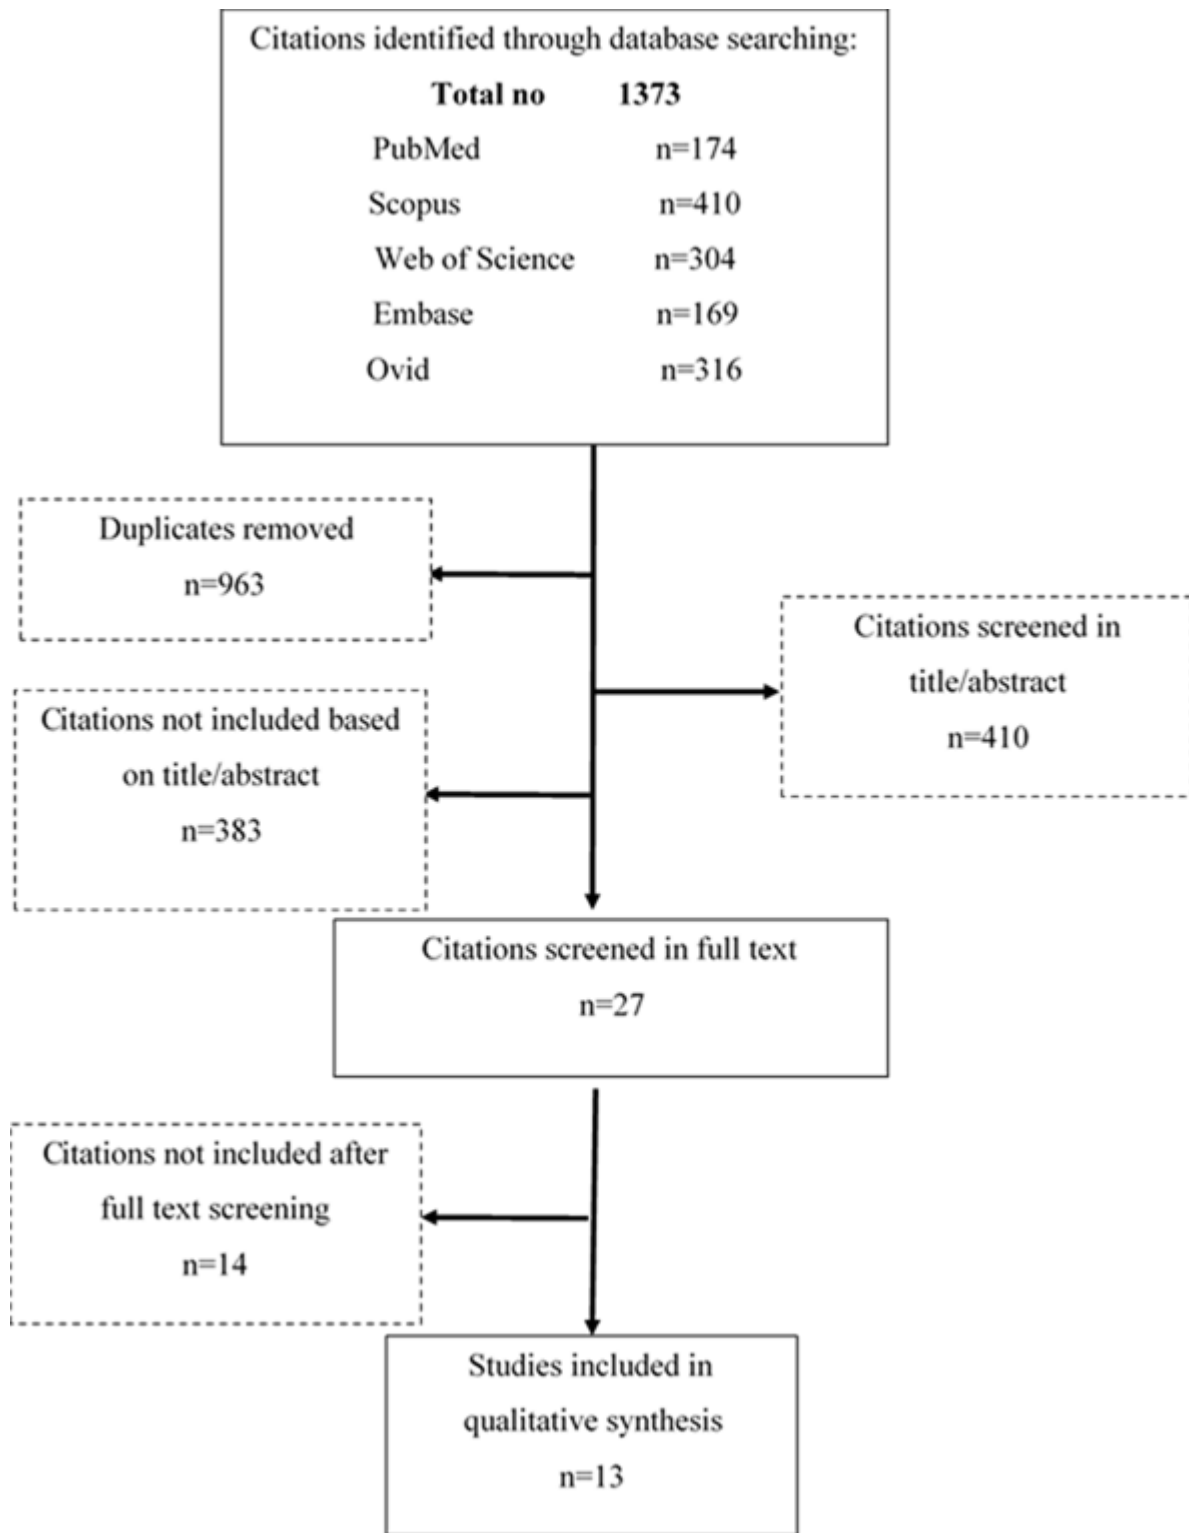 Citations identified through database searching:
Total no 1373
PubMed n=174
Scopus n=410
Web of Science n=304
Embase n=169
Ovid n=316
Duplicates removed
n=963
Citations screened in
title/abstract
n=410
Citations not included based
on title/abstract
n=383
Citations screened in full text
n=27
Citations not included after
full text screening
n=14
Studies included in
qualitative synthesis
n=13